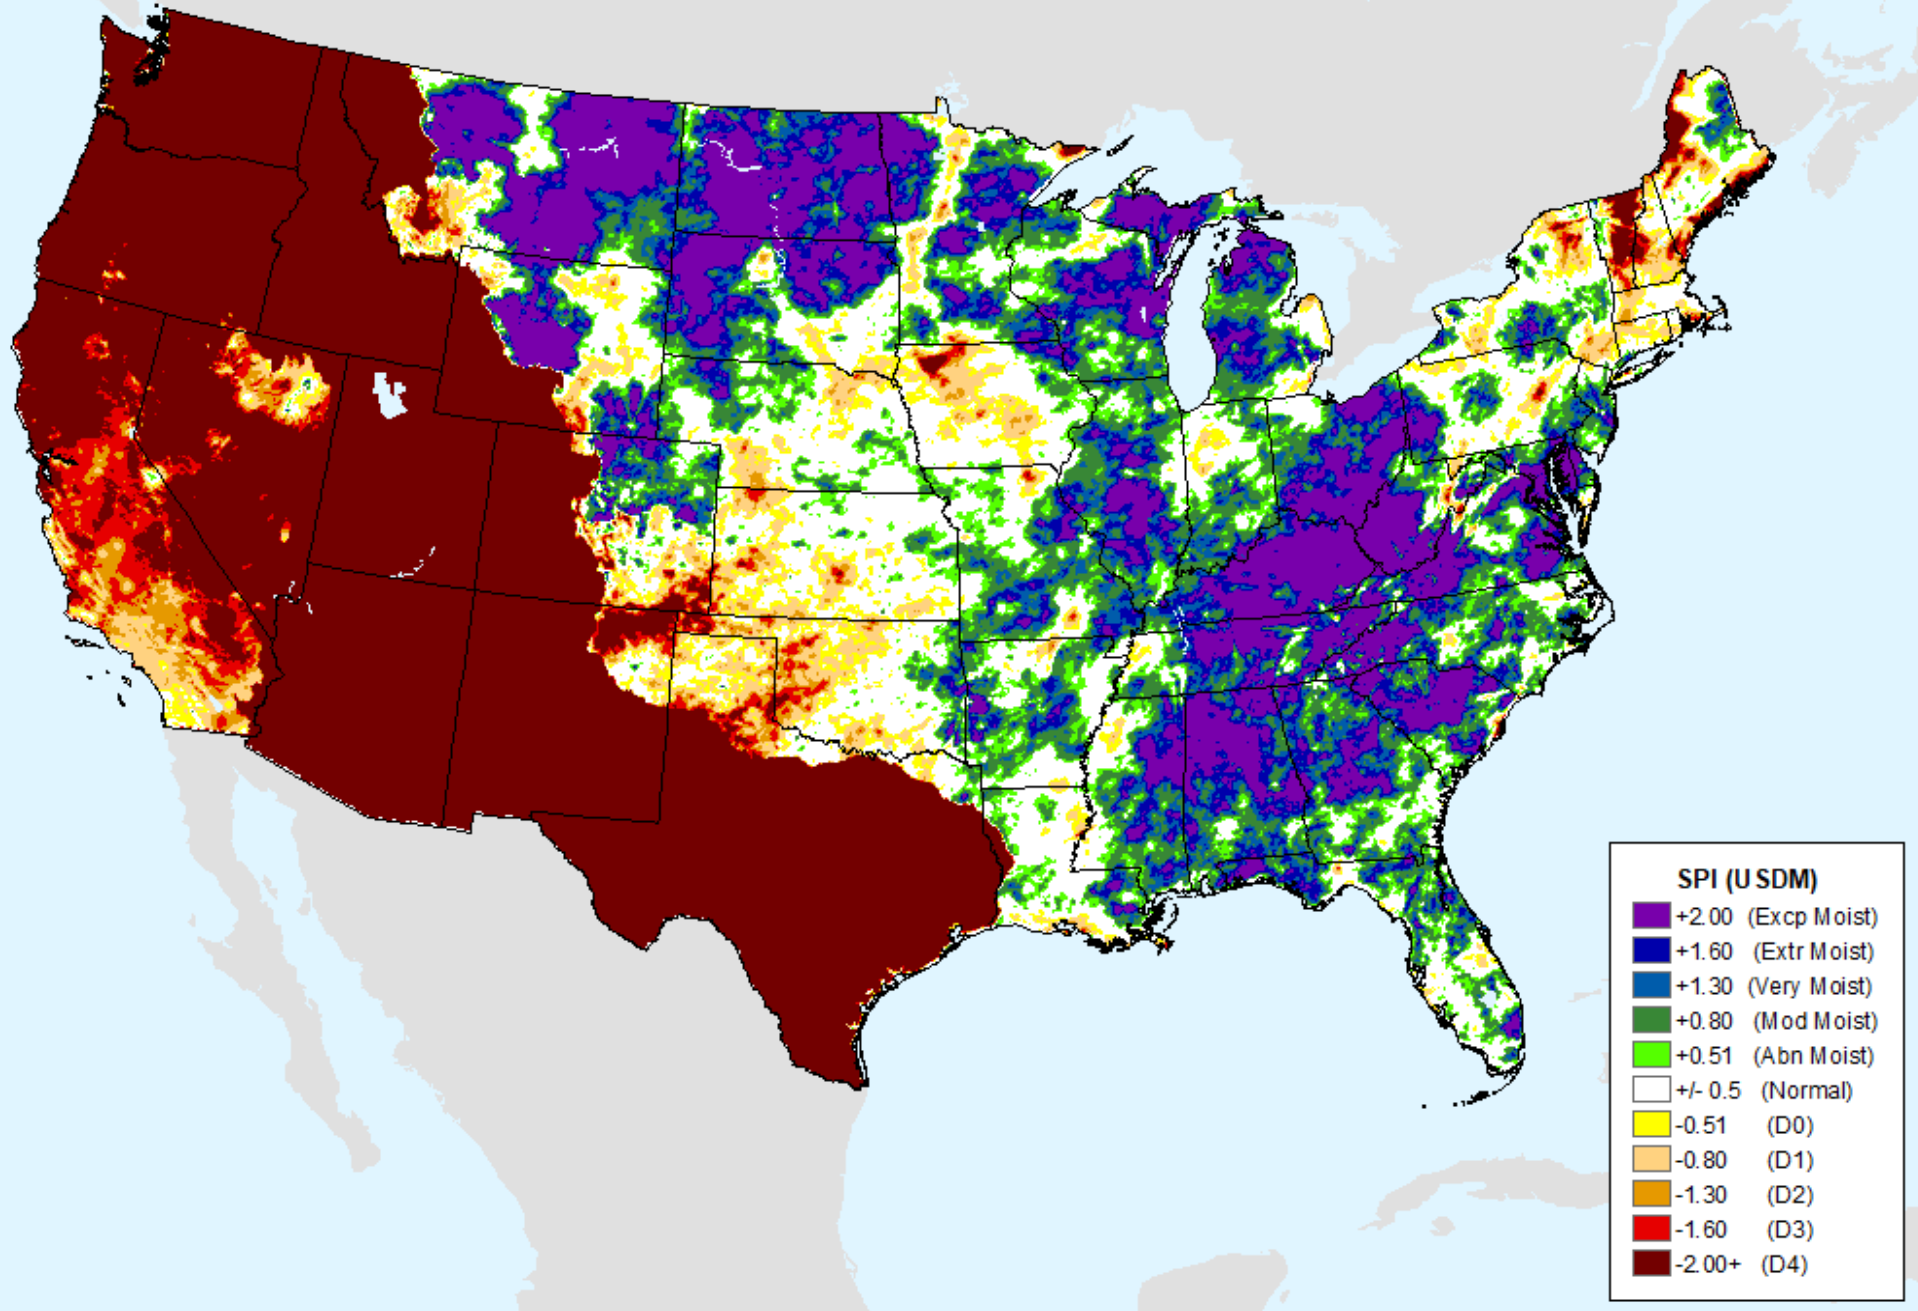 SPI (USDM)
+2.00 (Excp Moist)
+1.60 (Extr Moist)
+1.30 (Very Moist)
+0.80 (Mod Moist)
+0.51 (Abn Moist)
+/- 0.5 (Normal)
-0.51 (D0)
-0.80 (D1)
-1.30 (D2)
-1.60 (D3)
-2.00+ (D4)